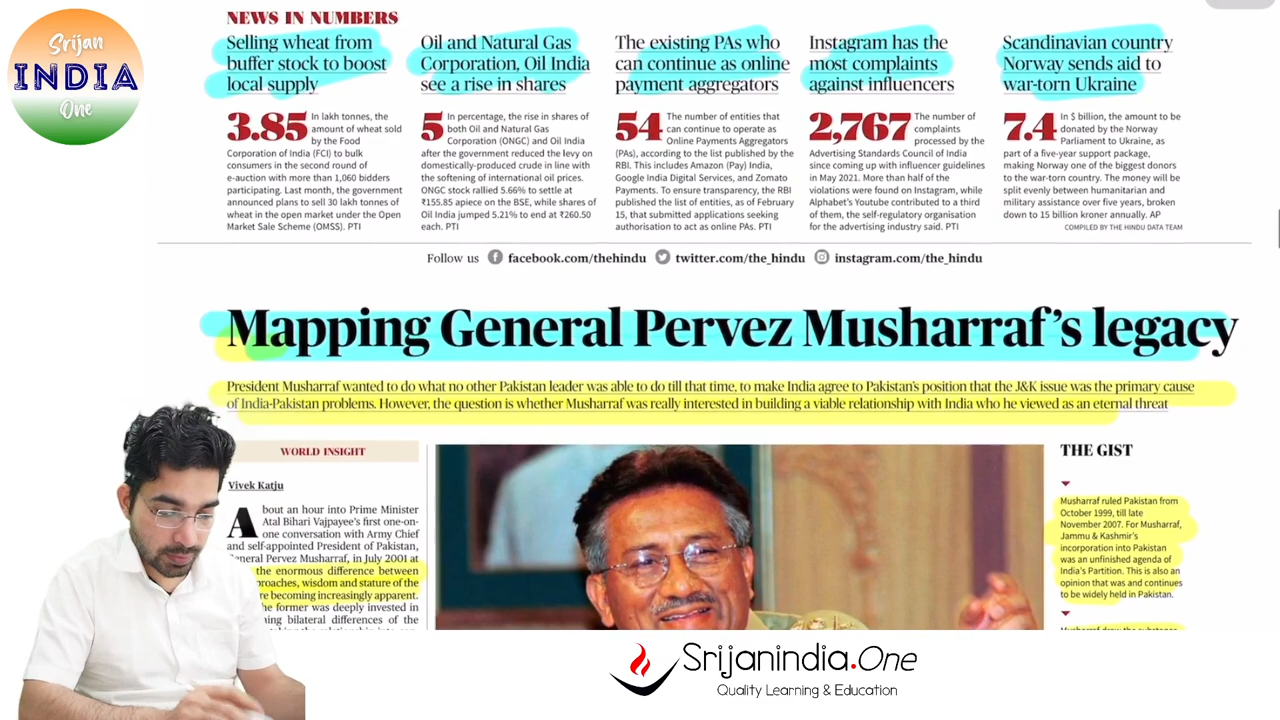 Srijan
INDIA
One
NEWS IN NUMBERS
Selling wheat from
buffer stock to boost
local supply
3.85 In lakh tonnes, the
amount of wheat sold
by the Food
Corporation of India (FCI) to bulk
consumers in the second round of
e-auction with more than 1,060 bidders
participating. Last month, the government
announced plans to sell 30 lakh tonnes of
wheat in the open market under the Open
Market Sale Scheme (OMSS). PTI
Oil and Natural Gas
Corporation, Oil India
see a rise in shares
5 In percentage, the rise in shares of
both Oil and Natural Gas
Corporation (ONGC) and Oil India
after the government reduced the levy on
domestically-produced crude in line with
the softening of international oil prices.
ONGC stock rallied 5.66% to settle at
₹155.85 apiece on the BSE, while shares of
Oil India jumped 5.21% to end at ₹260.50
each. PTI
The existing PAs who
can continue as online
payment aggregators
54 The number of entities that
can continue to operate as
Online Payments Aggregators
(PAs), according to the list published by the
RBI. This includes Amazon (Pay) India,
Google India Digital Services, and Zomato
Payments. To ensure transparency, the RBI
published the list of entities, as of February
15, that submitted applications seeking
authorisation to act as online PAs. PTI
Instagram has the
most complaints
against influencers
2,767 The number of
complaints
processed by the
Advertising Standards Council of India
since coming up with influencer guidelines
in May 2021. More than half of the
violations were found on Instagram, while
Alphabet's Youtube contributed to a third
of them, the self-regulatory organisation
for the advertising industry said. PTI
Scandinavian country
Norway sends aid to
war-torn Ukraine
7.4 In $ billion, the amount to be
donated by the Norway
Parliament to Ukraine, as
part of a five-year support package,
making Norway one of the biggest donors
to the war-torn country. The money will be
split evenly between humanitarian and
military assistance over five years, broken
down to 15 billion kroner annually. AP
COMPILED BY THE HINDU DATA TEAM
Follow us facebook.com/thehindu twitter.com/the_hindu instagram.com/the_hindu
Mapping General Pervez Musharraf's legacy
President Musharraf wanted to do what no other Pakistan leader was able to do till that time, to make India agree to Pakistan's position that the J&K issue was the primary cause
of India-Pakistan problems. However, the question is whether Musharraf was really interested in building a viable relationship with India who he viewed as an eternal threat
WORLD INSIGHT
Vivek Katju
About an hour into Prime Minister
Atal Bihari Vajpayee's first one-on-
one conversation with Army Chief
and self-appointed President of Pakistan,
General Pervez Musharraf, in July 2001 at
the enormous difference between
wisdom and stature of the
becoming increasingly apparent.
former was deeply invested in
bilateral differences of the
THE GIST
Musharraf ruled Pakistan from
October 1999, till late
November 2007. For Musharraf,
Jammu & Kashmir's
incorporation into Pakistan
was an unfinished agenda of
India's Partition. This is also an
opinion that was and continues
to be widely held in Pakistan.
Srijanindia.One
Quality Learning & Education